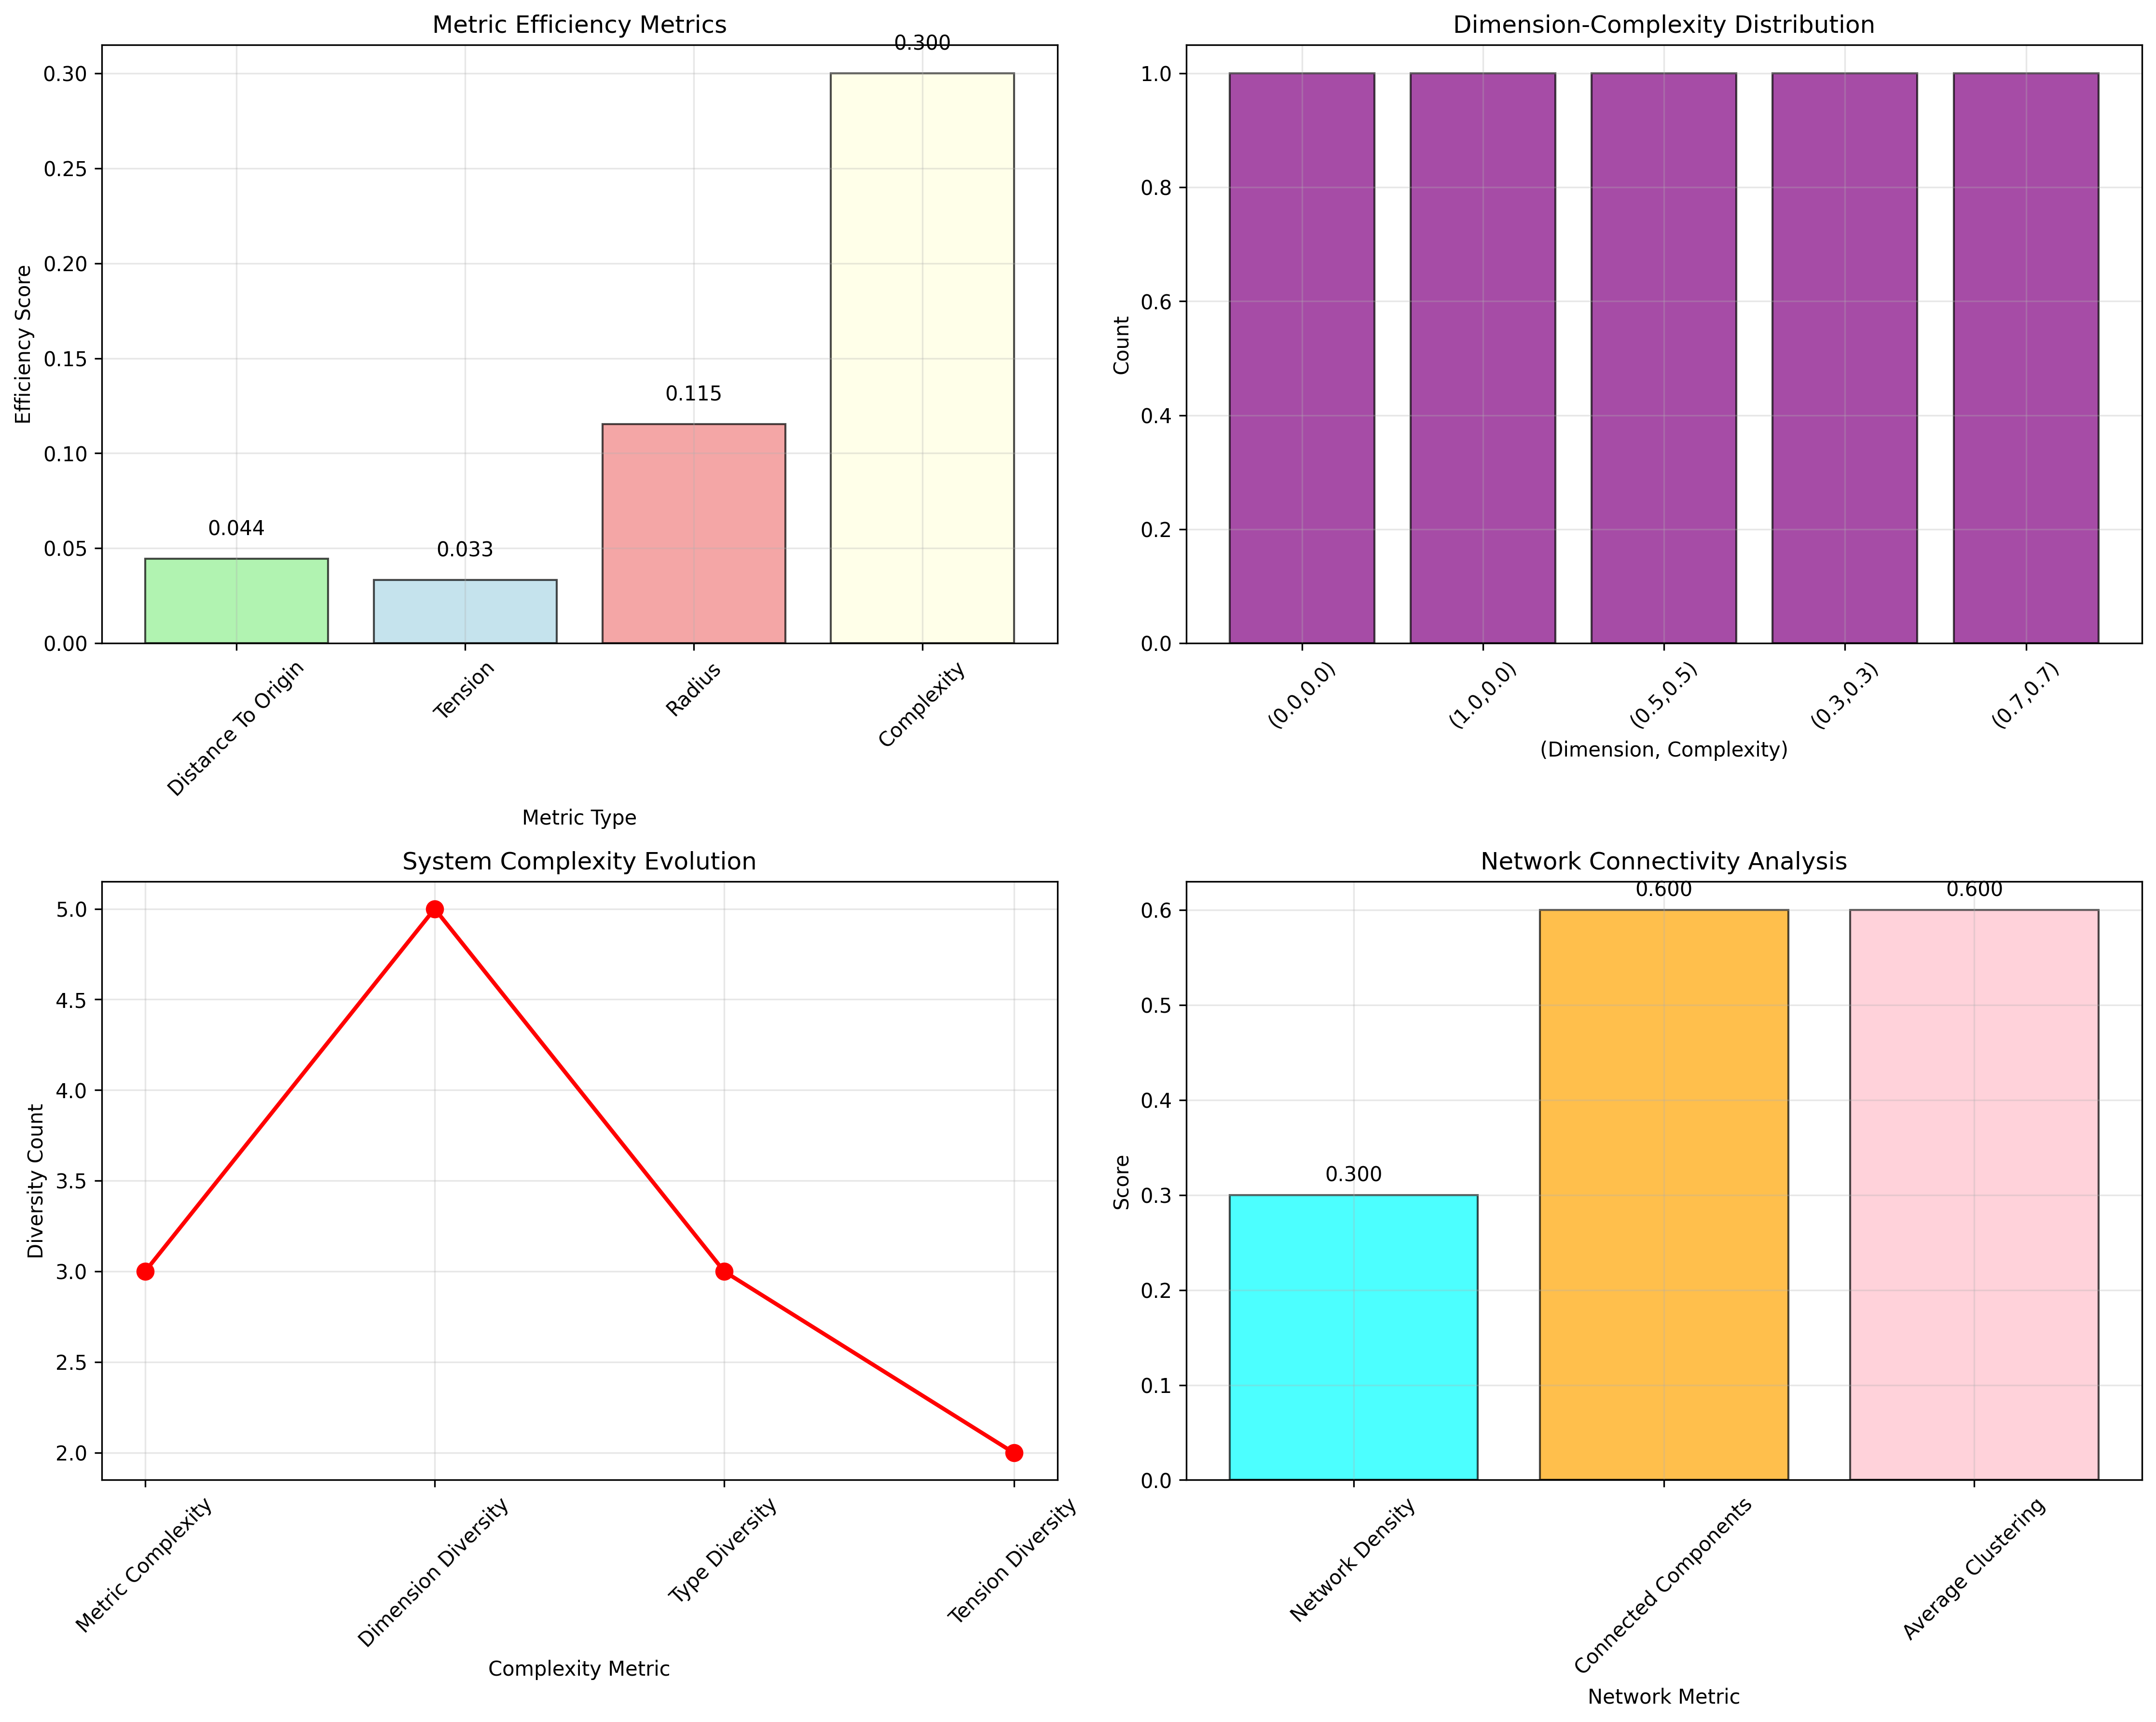 Metric Efficiency Metrics
Efficiency Score
0.30
0.25
0.20
0.15
0.10
0.05
0.00
0.044
0.033
0.115
0.300
Distance To Origin
Tension
Radius
Complexity
Metric Type
Dimension-Complexity Distribution
Count
1.0
0.8
0.6
0.4
0.2
0.0
(0.0,0.0)
(1.0,0.0)
(0.5,0.5)
(0.3,0.3)
(0.7,0.7)
(Dimension, Complexity)
System Complexity Evolution
Diversity Count
5.0
4.5
4.0
3.5
3.0
2.5
2.0
Metric Complexity
Dimension Diversity
Type Diversity
Tension Diversity
Complexity Metric
Network Connectivity Analysis
Score
0.6
0.5
0.4
0.3
0.2
0.1
0.0
0.300
0.600
0.600
Network Density
Connected Components
Average Clustering
Network Metric